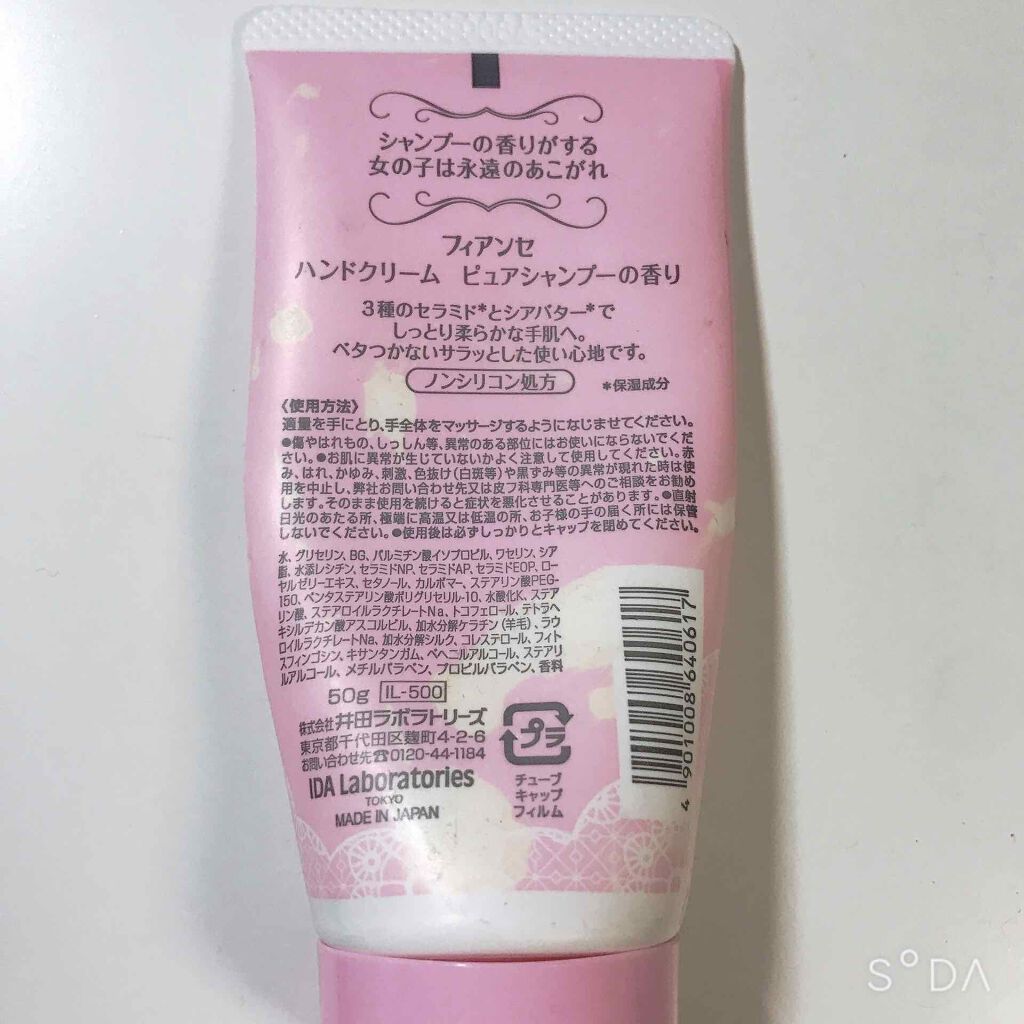 シャンプーの香りがする
女の子は永遠のあこがれ
フィアンセ
ハンドクリーム ピュアシャンプーの香り
3種のセラミド*とシアバター*で
しっとり柔らかな手肌へ。
ベタつかないサラッとした使い心地です。
ノンシリコン処方 *保湿成分
《使用方法》
適量を手にとり、手全体をマッサージするようになじませてください。
●傷やはれもの、しっしん等、異常のある部位にはお使いにならないでくだ
さい。●お肌に異常が生じていないかよく注意して使用してください。赤
み、はれ、かゆみ、刺激、色抜け(白斑等)や黒ずみ等の異常が現れた時は使
用を中止し、弊社お問い合わせ先又は皮フ科専門医等へのご相談をお勧め
します。そのまま使用を続けると症状を悪化させることがあります。●直射
日光のあたる所、極端に高温又は低温の所、お子様の手の届く所には保管
しないでください。●使用後は必ずしっかりとキャップを閉めてください。
水、グリセリン、BG、パルミチン酸イソプロピル、ワセリン、シア
脂、水添レシチン、セラミドNP、セラミドAP、セラミドEOP、ロー
ヤルゼリーエキス、セタノール、カルボマー、ステアリン酸PEG-
150、ペンタステアリン酸ポリグリセリル-10、水酸化K、ステア
リン酸、ステアロイルラクチレートNa、トコフェロール、テトラヘ
キシルデカン酸アスコルビル、加水分解ケラチン(羊毛)、ラウ
ロイルラクチレートNa、加水分解シルク、コレステロール、フィト
スフィンゴシン、キサンタンガム、ベヘニルアルコール、ステアリ
ルアルコール、メチルパラベン、プロピルパラベン、香料
50g IL-500
株式会社井田ラボラトリーズ
東京都千代田区麹町4-2-6
お問い合わせ先☎0120-44-1184
IDA Laboratories
TOKYO
MADE IN JAPAN
プラ
チューブ
キャップ
フィルム
4 901008 640617
SODA